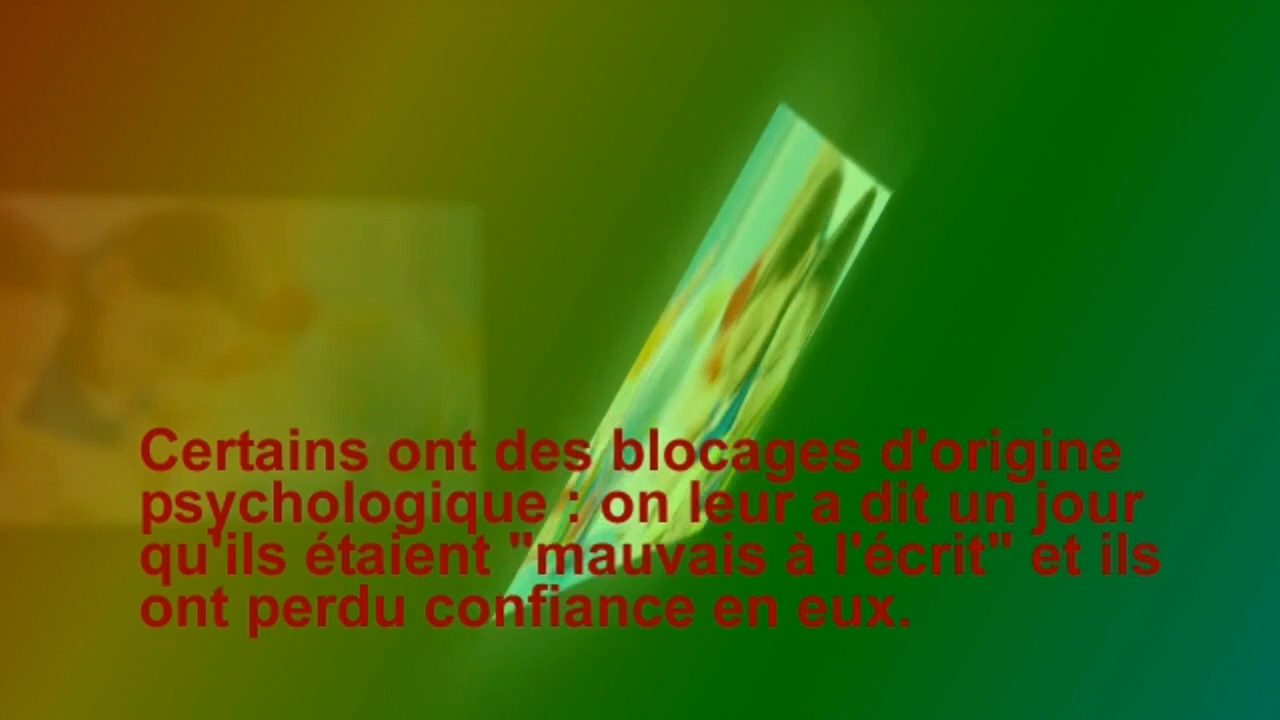 Certains ont des blocages d'origine
psychologique : on leur a dit un jour
qu'ils étaient "mauvais à l'écrit" et ils
ont perdu confiance en eux.